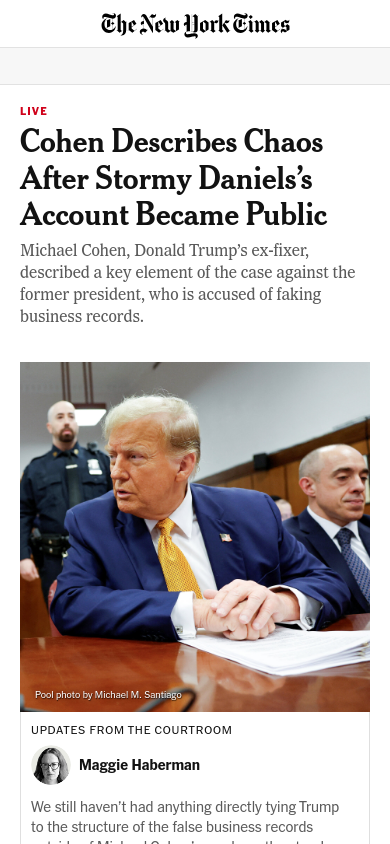 The New York Times
LIVE
Cohen Describes Chaos
After Stormy Daniels’s
Account Became Public
Michael Cohen, Donald Trump’s ex-fixer,
described a key element of the case against the
former president, who is accused of faking
business records.
Pool photo by Michael M. Santiago
UPDATES FROM THE COURTROOM
Maggie Haberman
We still haven’t had anything directly tying Trump
to the structure of the false business records